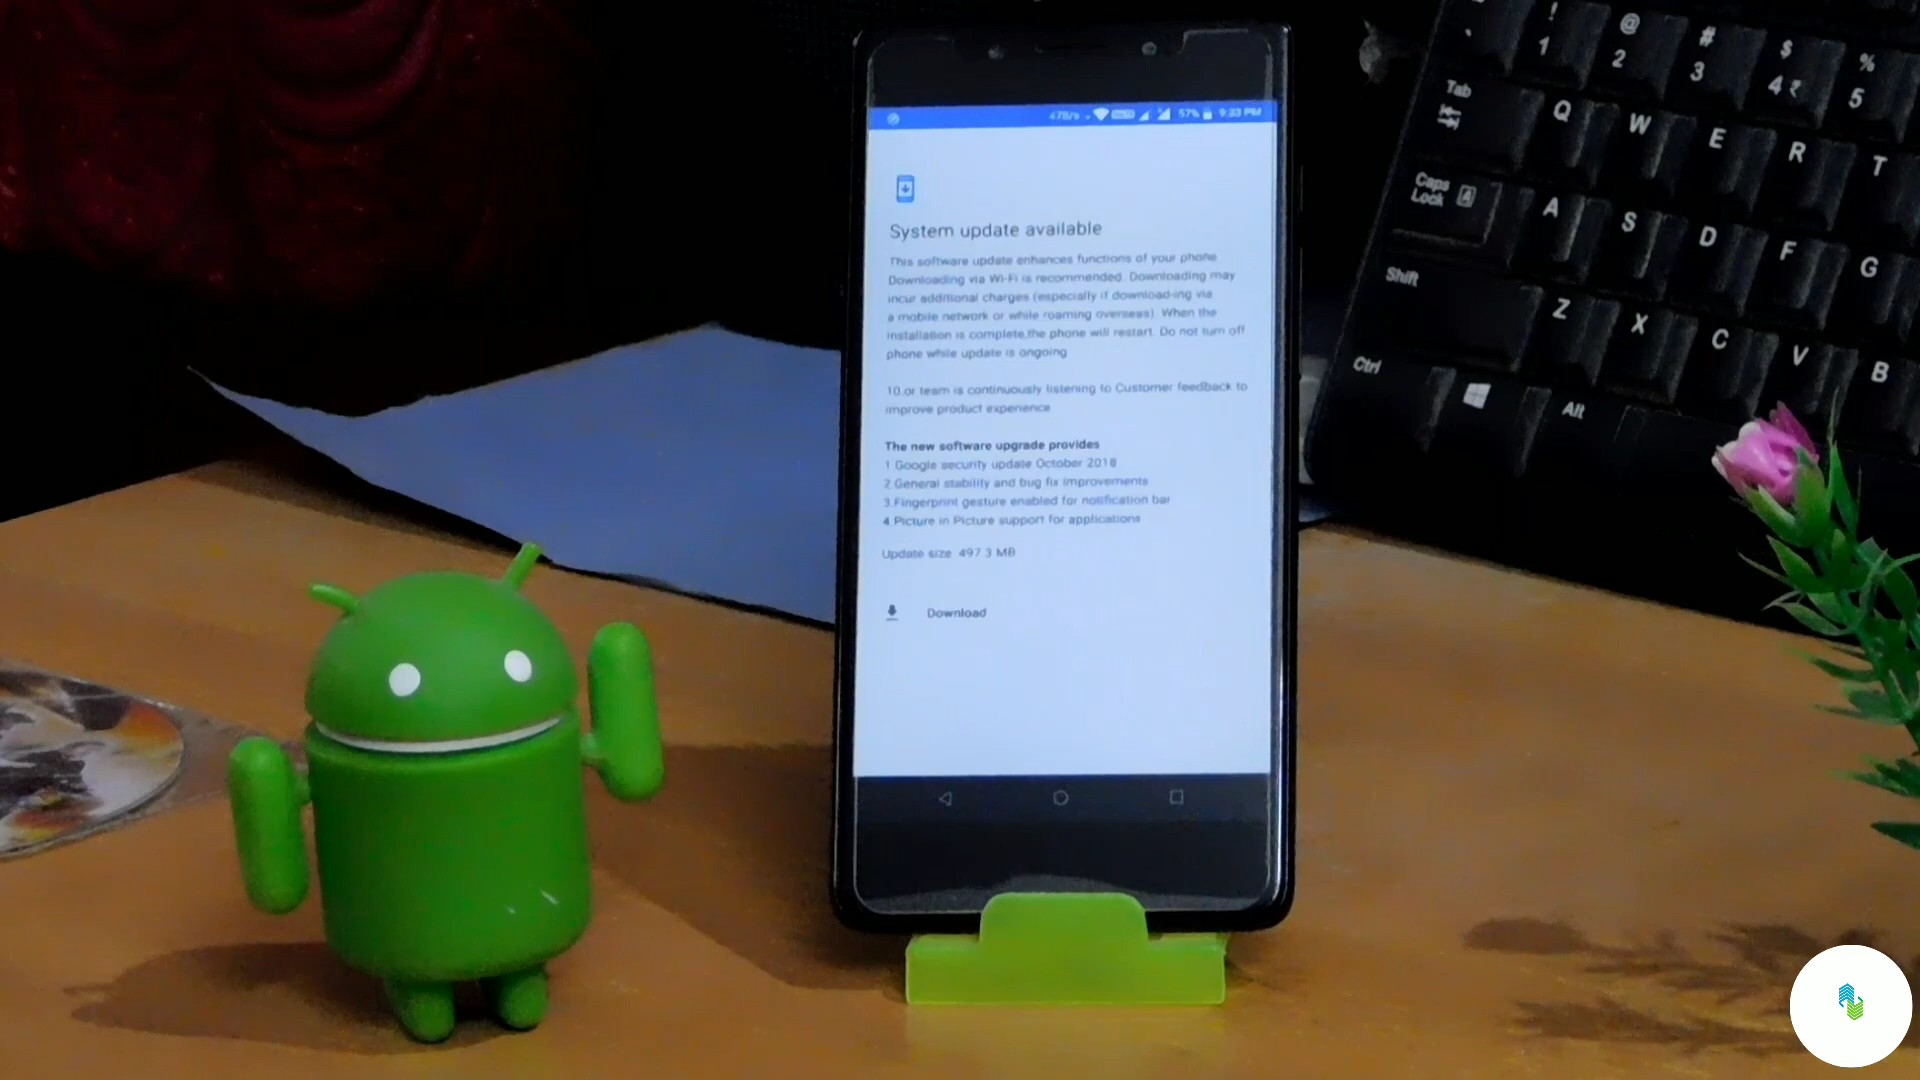 47B/s 57% 9:33 PM
System update available
This software update enhances functions of your phone
Downloading via Wi-Fi is recommended. Downloading may
incur additional charges (especially if download-ing via
a mobile network or while roaming overseas). When the
installation is complete,the phone will restart. Do not turn off
phone while update is ongoing
10.or team is continuously listening to Customer feedback to
improve product experience
The new software upgrade provides
1.Google security update October 2018
2.General stability and bug fix improvements
3.Fingerprint gesture enabled for notification bar
4.Picture in Picture support for applications
Update size: 497.3 MB
Download
` ! 1 @ 2 # 3 $ 4 ₹ % 5
Tab Q W E R T
Caps Lock A A S D F G
Shift Z X C V B
Ctrl Alt